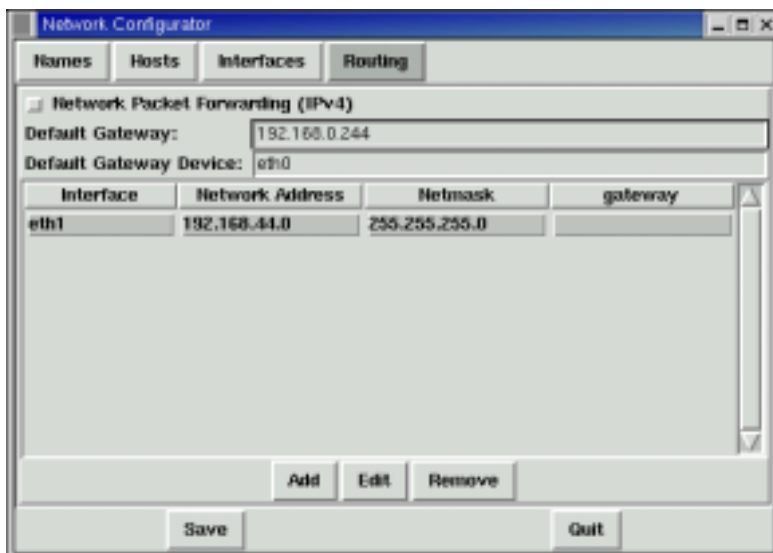 Network Configurator
Names Hosts Interfaces Routing
Network Packet Forwarding (IPv4)
Default Gateway: 192.168.0.244
Default Gateway Device: eth0
Interface Network Address Netmask gateway
eth1 192.168.44.0 255.255.255.0
Add Edit Remove
Save Quit